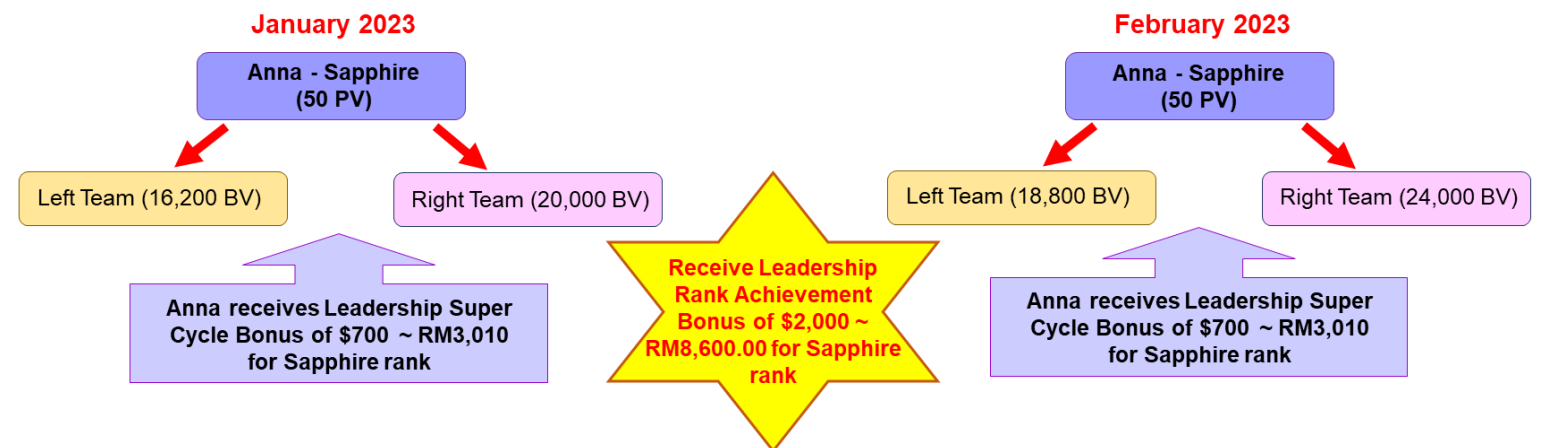 January 2023
Anna - Sapphire
(50 PV)
Left Team (16,200 BV)
Right Team (20,000 BV)
Anna receives Leadership Super
Cycle Bonus of $700 ~ RM3,010
for Sapphire rank
Receive Leadership
Rank Achievement
Bonus of $2,000 ~
RM8,600.00 for Sapphire
rank
February 2023
Anna - Sapphire
(50 PV)
Left Team (18,800 BV)
Right Team (24,000 BV)
Anna receives Leadership Super
Cycle Bonus of $700 ~ RM3,010
for Sapphire rank